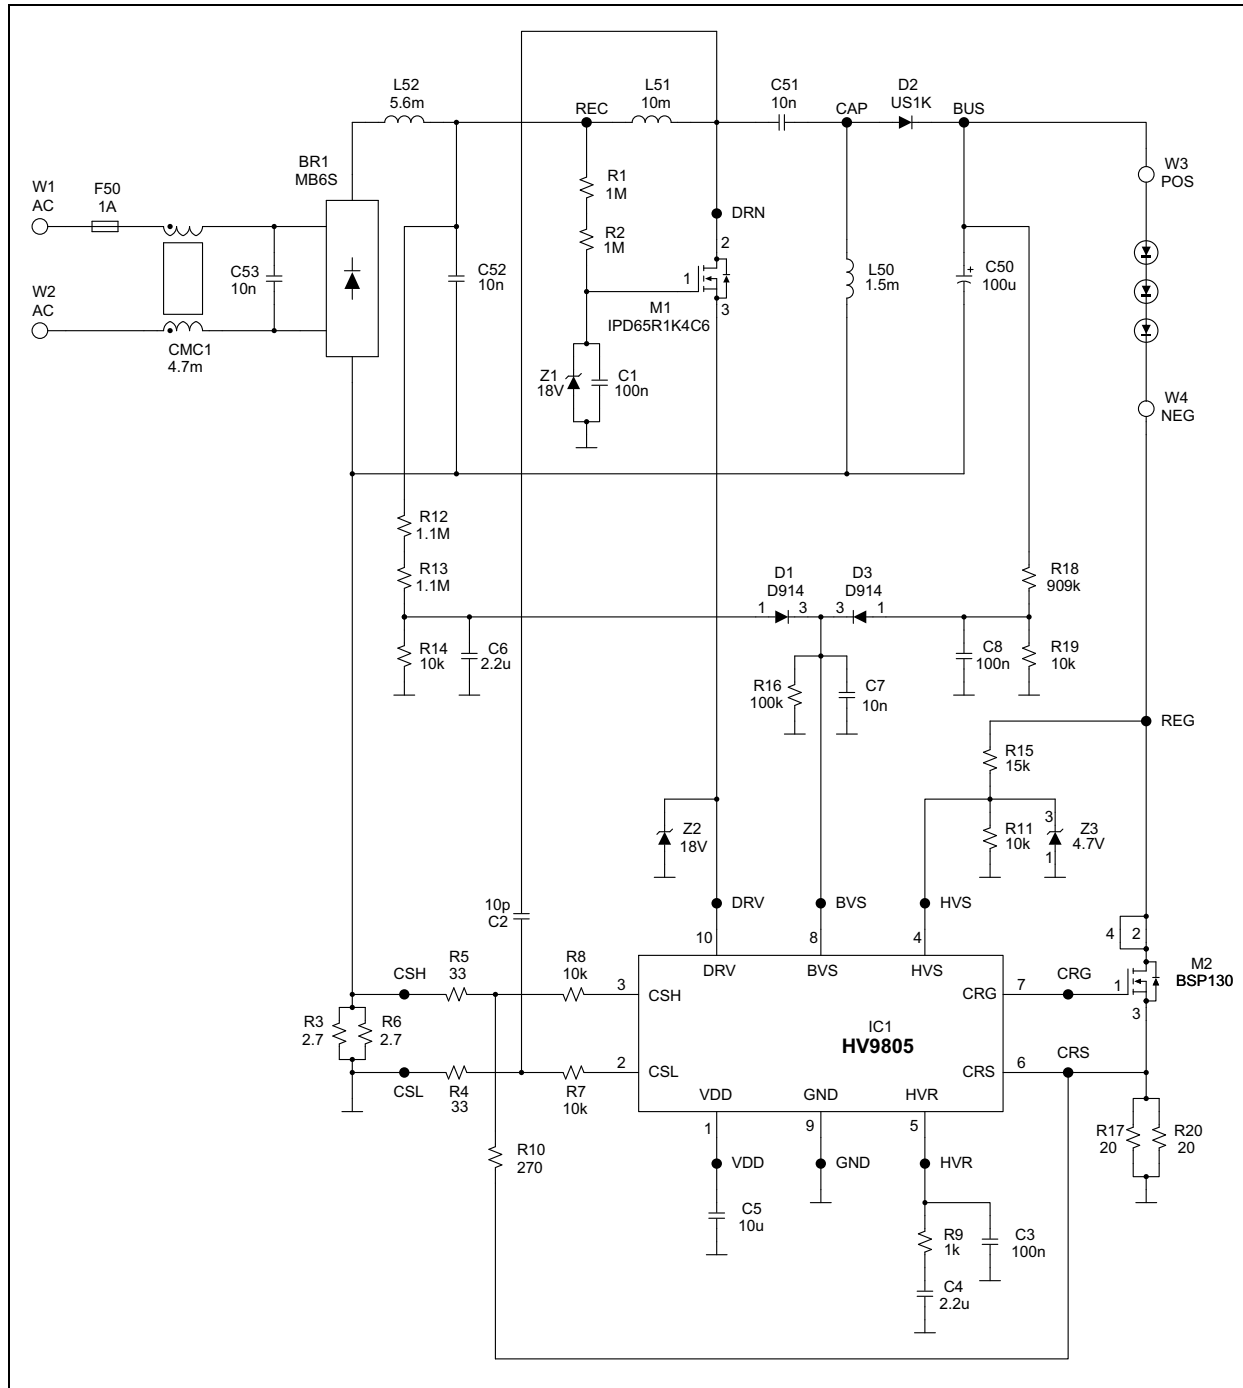 L52
5.6m
REC
L51
10m
C51
10n
CAP
D2
US1K
BUS
BR1
MB6S
W1
AC
F50
1A
R1
1M
W3
POS
DRN
R2
1M
2
C53
10n
C52
10n
1
L50
1.5m
+
C50
100u
W2
AC
M1
IPD65R1K4C6
3
CMC1
4.7m
Z1
18V
C1
100n
W4
NEG
R12
1.1M
R13
1.1M
D1
D914
D3
D914
R18
909k
1
3
3
1
R14
10k
C6
2.2u
C8
100n
R19
10k
R16
100k
C7
10n
REG
R15
15k
Z2
18V
R11
10k
3
Z3
4.7V
1
10p
C2
DRV
BVS
HVS
4
2
10
8
4
R5
33
R8
10k
DRV
BVS
HVS
M2
BSP130
CSH
3
CSH
CRG
7
CRG
1
3
R3
2.7
R6
2.7
IC1
HV9805
CRS
CSL
R4
33
R7
10k
2
CSL
CRS
6
VDD
GND
HVR
1
9
5
R17
20
R20
20
R10
270
VDD
GND
HVR
C5
10u
R9
1k
C3
100n
C4
2.2u